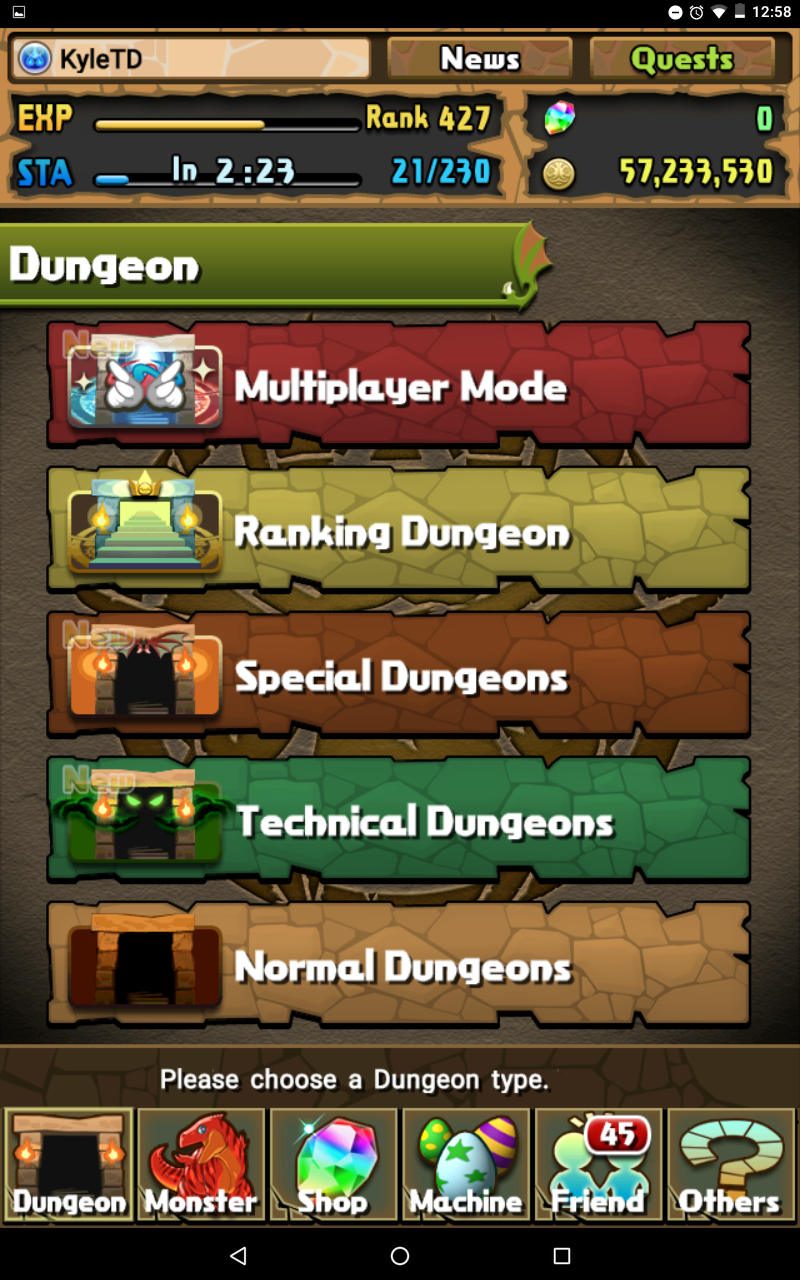 12:58
KyleTD
News
Quests
EXP
Rank 427
0
STA
In 2:23
21/230
57,233,530
Dungeon
New
Multiplayer Mode
Ranking Dungeon
New
Special Dungeons
New
Technical Dungeons
Normal Dungeons
Please choose a Dungeon type.
45
Dungeon
Monster
Shop
Machine
Friend
Others